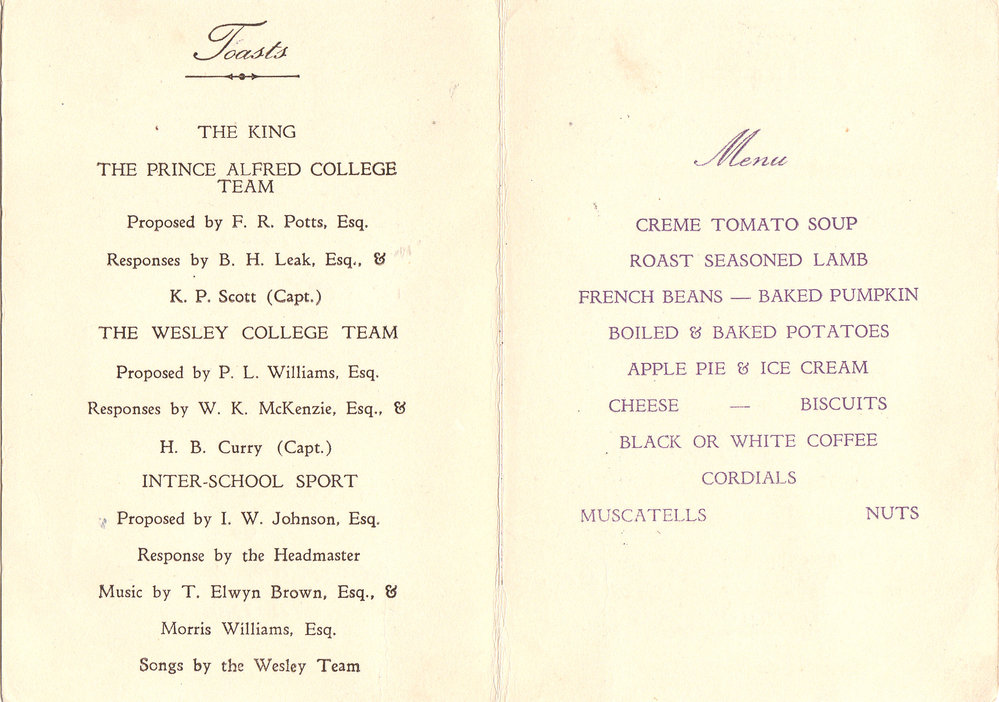 Toasts
THE KING
THE PRINCE ALFRED COLLEGE
TEAM
Proposed by F. R. Potts, Esq.
Responses by B. H. Leak, Esq., &
K. P. Scott (Capt.)
THE WESLEY COLLEGE TEAM
Proposed by P. L. Williams, Esq.
Responses by W. K. McKenzie, Esq., &
H. B. Curry (Capt.)
INTER-SCHOOL SPORT
Proposed by I. W. Johnson, Esq.
Response by the Headmaster
Music by T. Elwyn Brown, Esq., &
Morris Williams, Esq.
Songs by the Wesley Team
Menu
CREME TOMATO SOUP
ROAST SEASONED LAMB
FRENCH BEANS — BAKED PUMPKIN
BOILED & BAKED POTATOES
APPLE PIE & ICE CREAM
CHEESE — BISCUITS
BLACK OR WHITE COFFEE
CORDIALS
MUSCATELLS NUTS